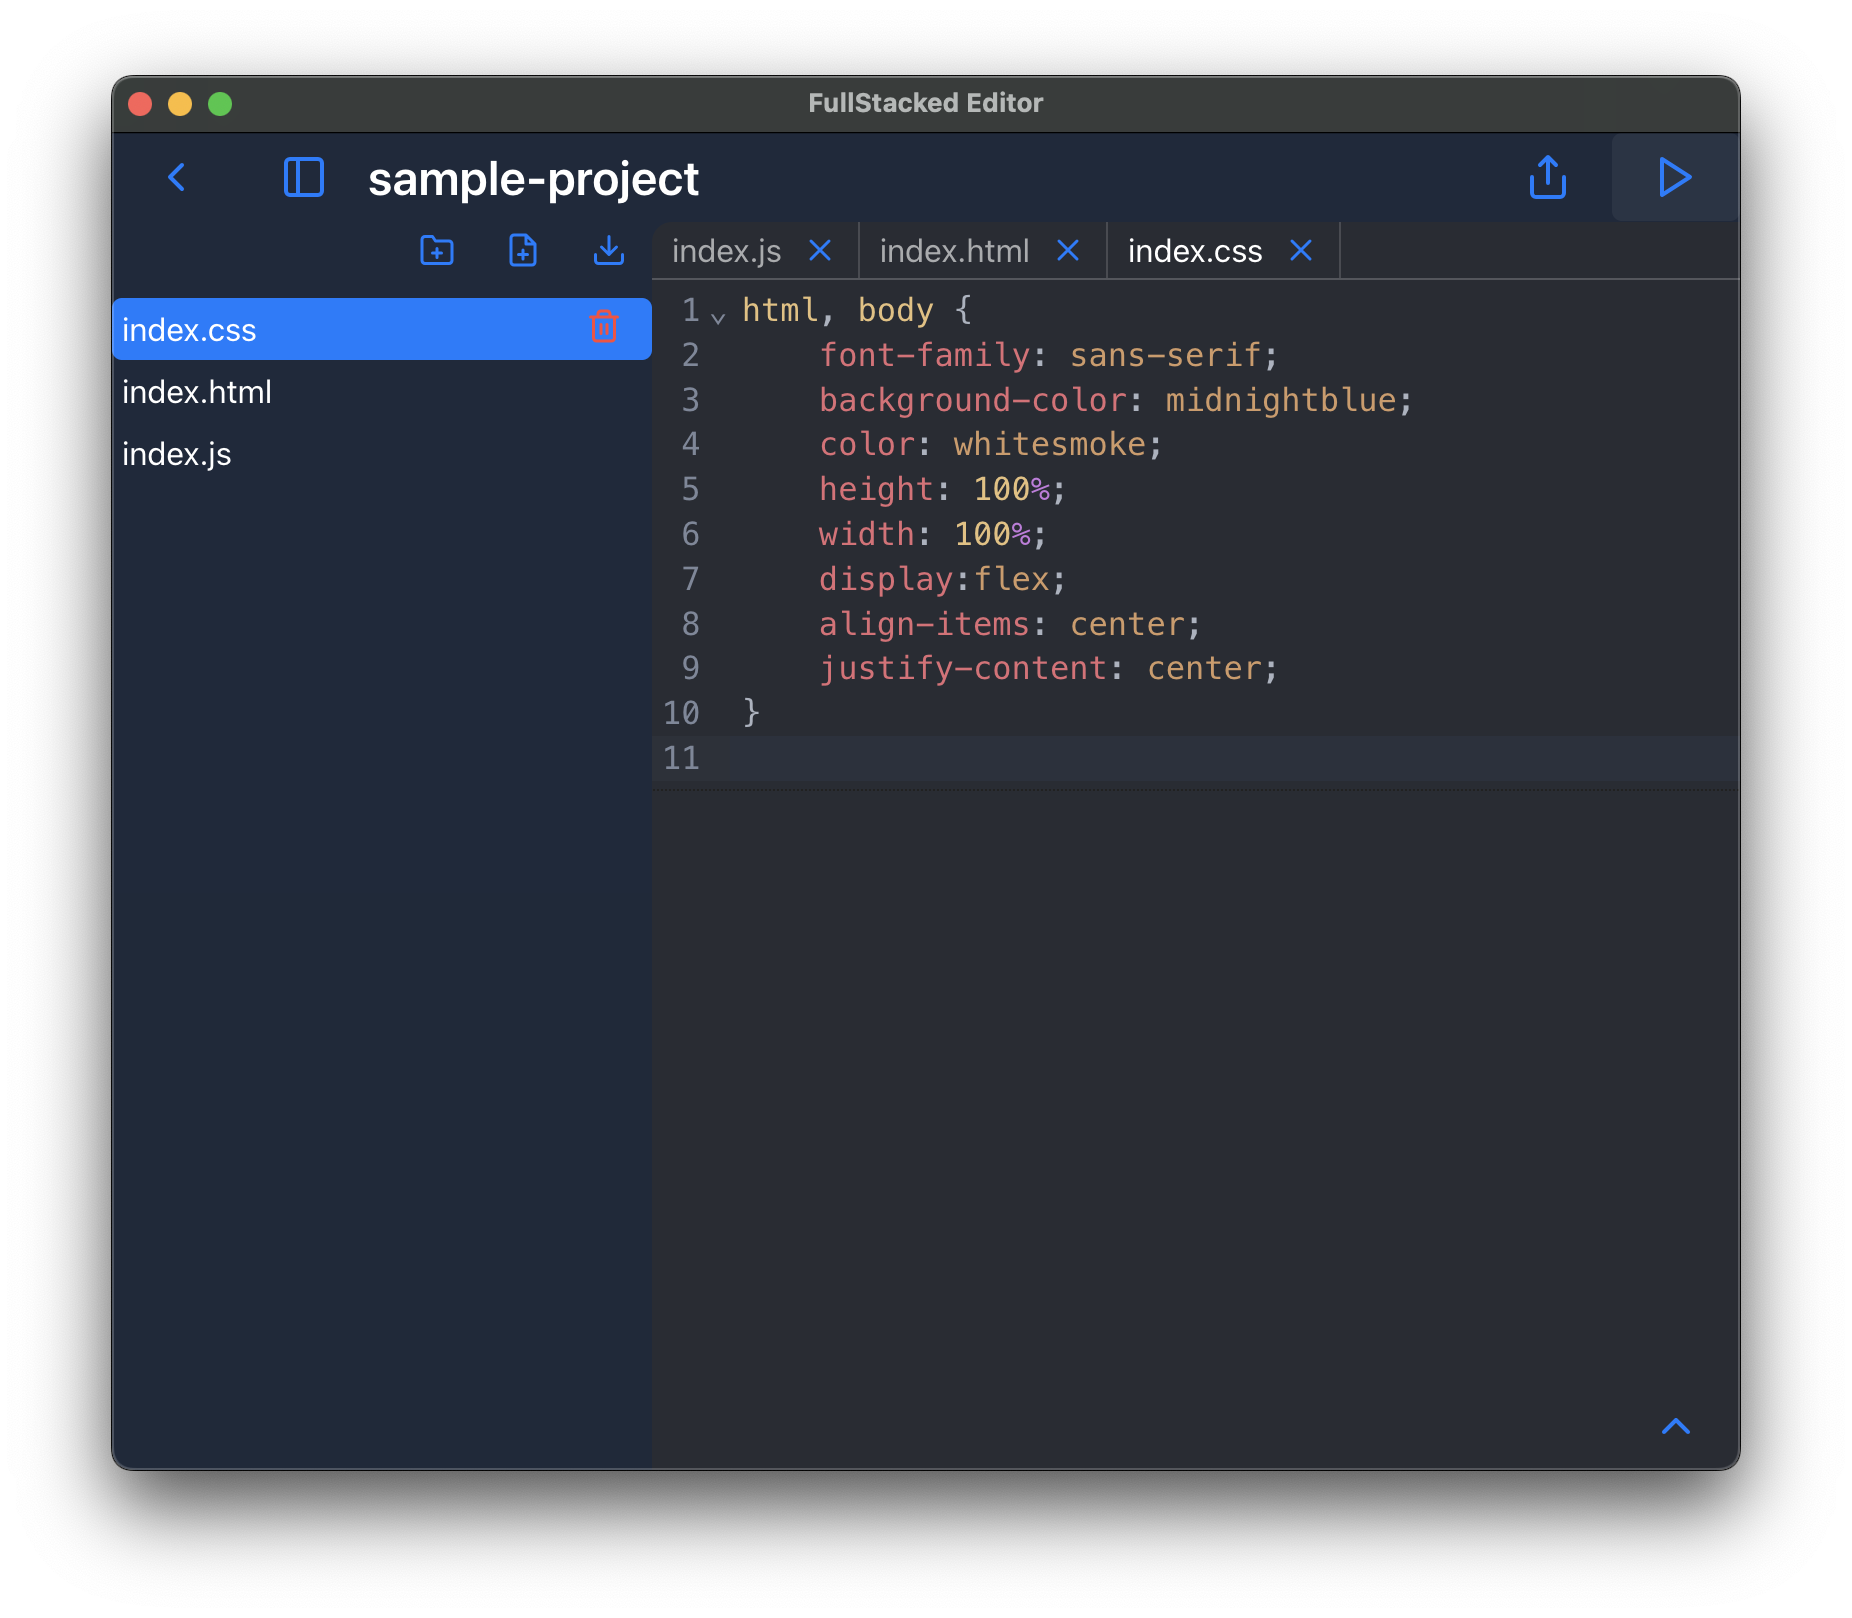 FullStacked Editor
sample-project
index.js
index.html
index.css
index.css
index.html
index.js
1 html, body {
2     font-family: sans-serif;
3     background-color: midnightblue;
4     color: whitesmoke;
5     height: 100%;
6     width: 100%;
7     display:flex;
8     align-items: center;
9     justify-content: center;
10 }
11